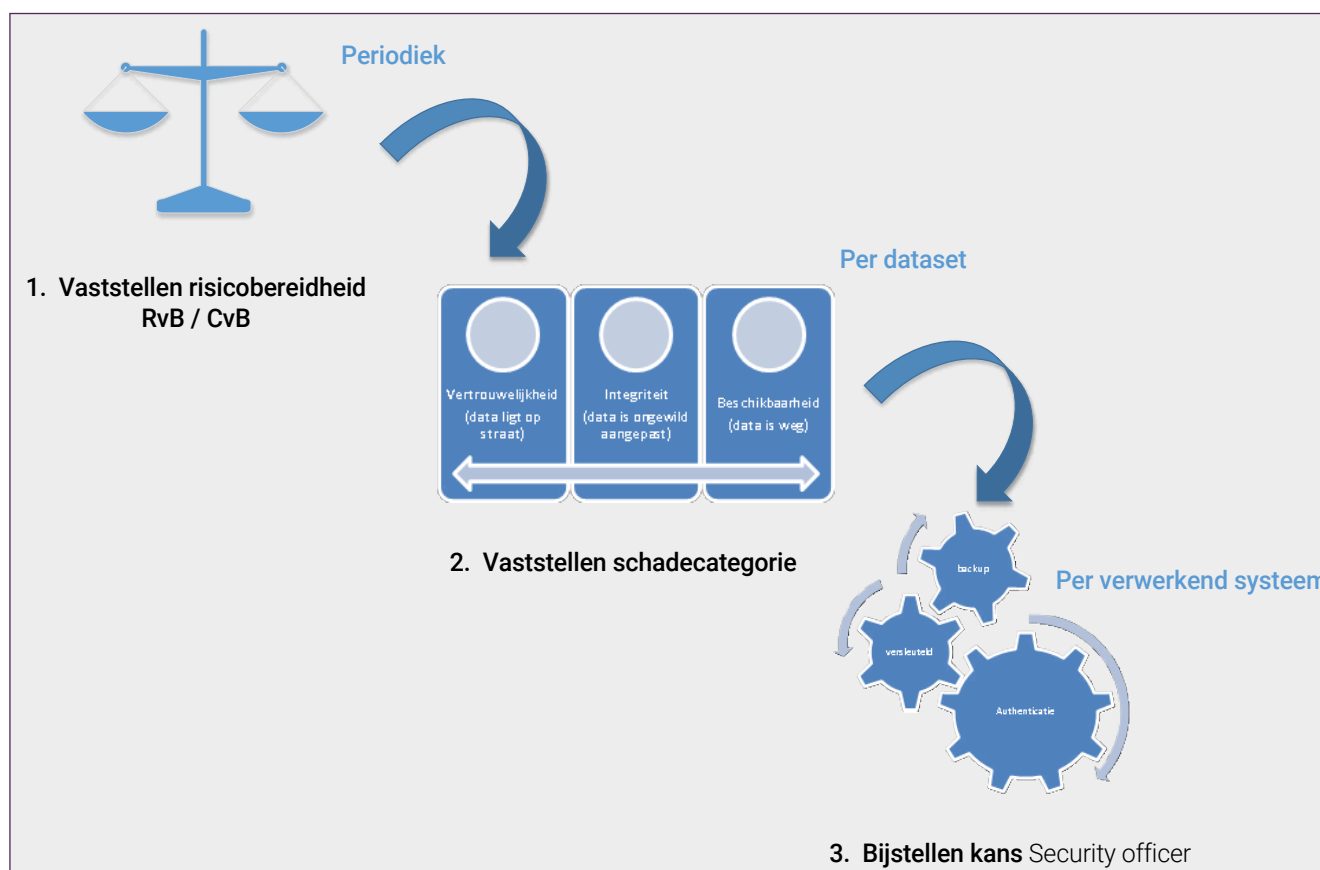 Periodiek
1. Vaststellen risicobereidheid
RvB / CvB
Per dataset
Vertrouwelijkheid
(data ligt op
straat)
Integriteit
(data is ongewild
aangepast)
Beschikbaarheid
(data is weg)
2. Vaststellen schadecategorie
backup
Per verwerkend systeem
versleuteld
Authenticatie
3. Bijstellen kans Security officer